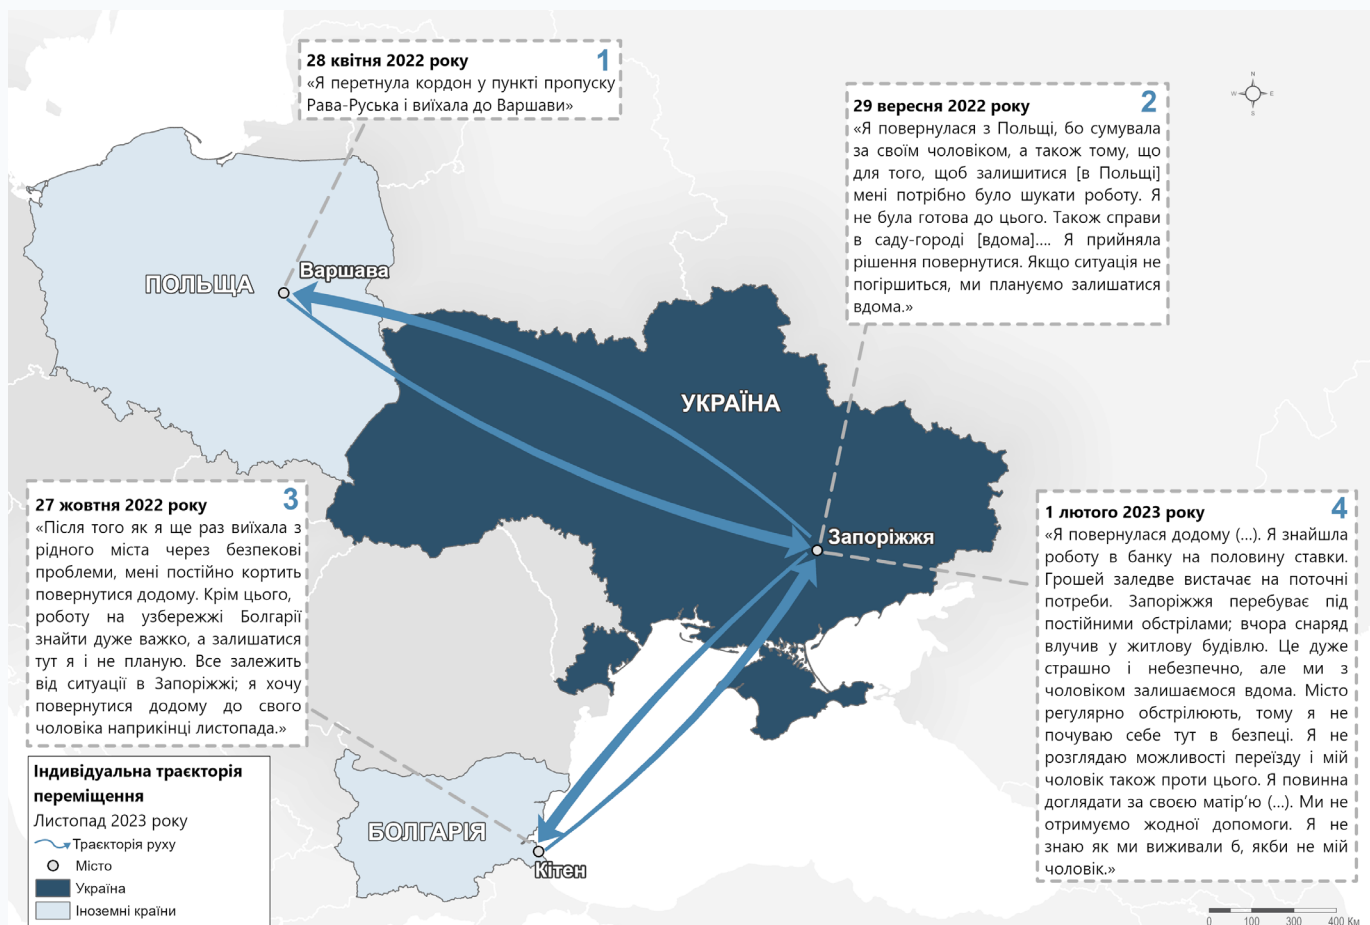 28 квітня 2022 року
1
«Я перетнула кордон у пункті пропуску
Рава-Руська і виїхала до Варшави»
29 вересня 2022 року
2
«Я повернулася з Польщі, бо сумувала
за своїм чоловіком, а також тому, що
для того, щоб залишитися [в Польщі]
мені потрібно було шукати роботу. Я
не була готова до цього. Також справи
в саду-городі [вдома].... Я прийняла
рішення повернутися. Якщо ситуація не
погіршиться, ми плануємо залишатися
вдома.»
N
W
E
S
ПОЛЬЩА
Варшава
УКРАЇНА
Запоріжжя
27 жовтня 2022 року
3
«Після того як я ще раз виїхала з
рідного міста через безпекові
проблеми, мені постійно кортить
повернутися додому. Крім цього,
роботу на узбережжі Болгарії
знайти дуже важко, а залишатися
тут я і не планую. Все залежить
від ситуації в Запоріжжі; я хочу
повернутися додому до свого
чоловіка наприкінці листопада.»
1 лютого 2023 року
4
«Я повернулася додому (...). Я знайшла
роботу в банку на половину ставки.
Грошей заледве вистачає на поточні
потреби. Запоріжжя перебуває під
постійними обстрілами; вчора снаряд
влучив у житлову будівлю. Це дуже
страшно і небезпечно, але ми з
чоловіком залишаємося вдома. Місто
регулярно обстрілюють, тому я не
почуваю себе тут в безпеці. Я не
розглядаю можливості переїзду і мій
чоловік також проти цього. Я повинна
доглядати за своєю матір’ю (...). Ми не
отримуємо жодної допомоги. Я не
знаю як ми виживали б, якби не мій
чоловік.»
БОЛГАРІЯ
Кітен
Індивідуальна траєкторія
переміщення
Листопад 2023 року
Траєкторія руху
Місто
Україна
Іноземні країни
0 100 300 400 Км